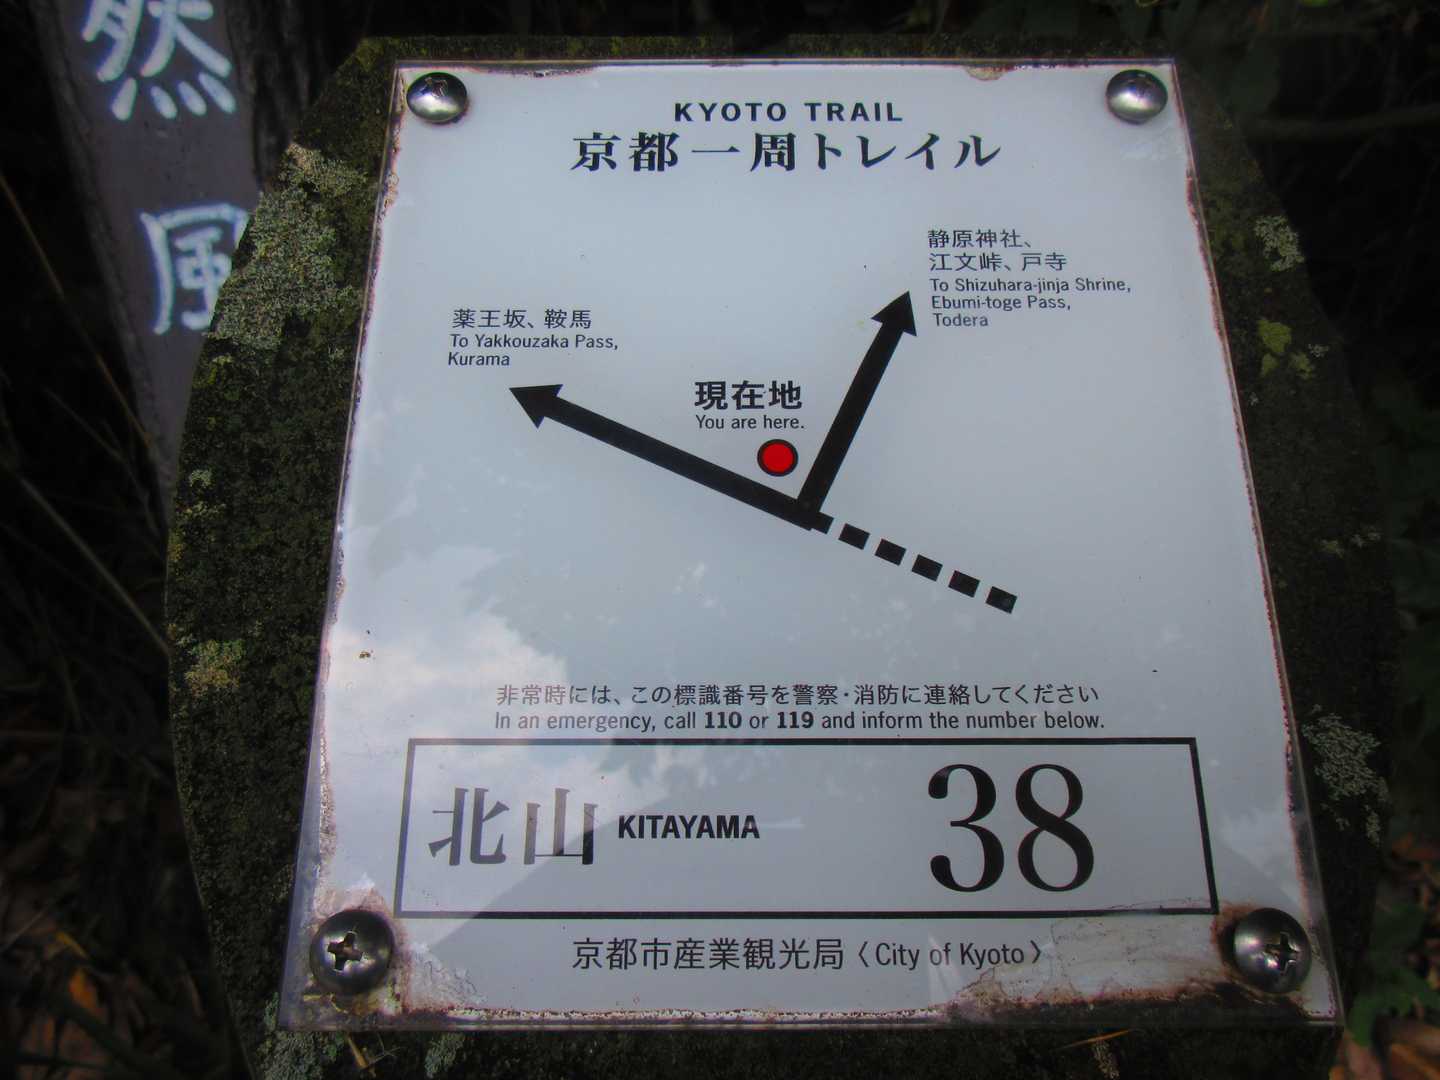 然
風
KYOTO TRAIL
京都一周トレイル
静原神社、
江文峠、戸寺
To Shizuhara-jinja Shrine,
Ebumi-toge Pass,
Todera
薬王坂、鞍馬
To Yakkouzaka Pass,
Kurama
現在地
You are here.
非常時には、この標識番号を警察・消防に連絡してください
In an emergency, call 110 or 119 and inform the number below.
北山 KITAYAMA 38
京都市産業観光局〈City of Kyoto〉